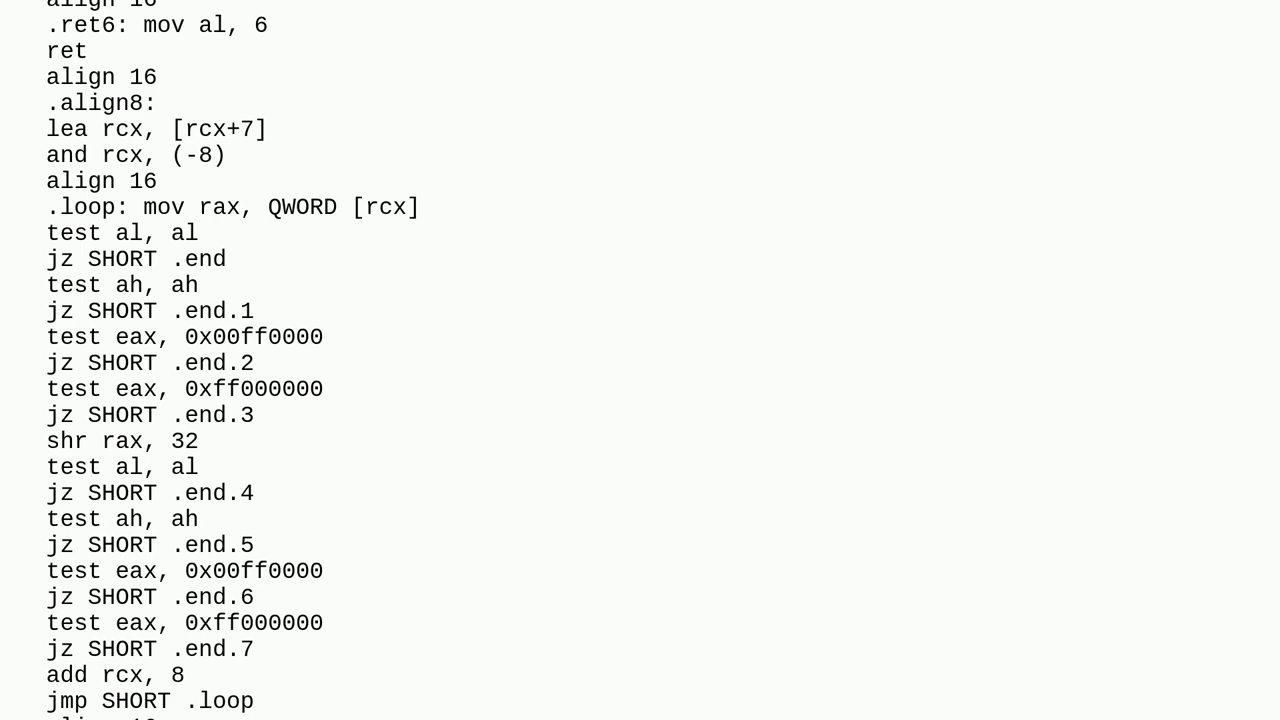 align 16
.ret6: mov al, 6
ret
align 16
.align8:
lea rcx, [rcx+7]
and rcx, (-8)
align 16
.loop: mov rax, QWORD [rcx]
test al, al
jz SHORT .end
test ah, ah
jz SHORT .end.1
test eax, 0x00ff0000
jz SHORT .end.2
test eax, 0xff000000
jz SHORT .end.3
shr rax, 32
test al, al
jz SHORT .end.4
test ah, ah
jz SHORT .end.5
test eax, 0x00ff0000
jz SHORT .end.6
test eax, 0xff000000
jz SHORT .end.7
add rcx, 8
jmp SHORT .loop